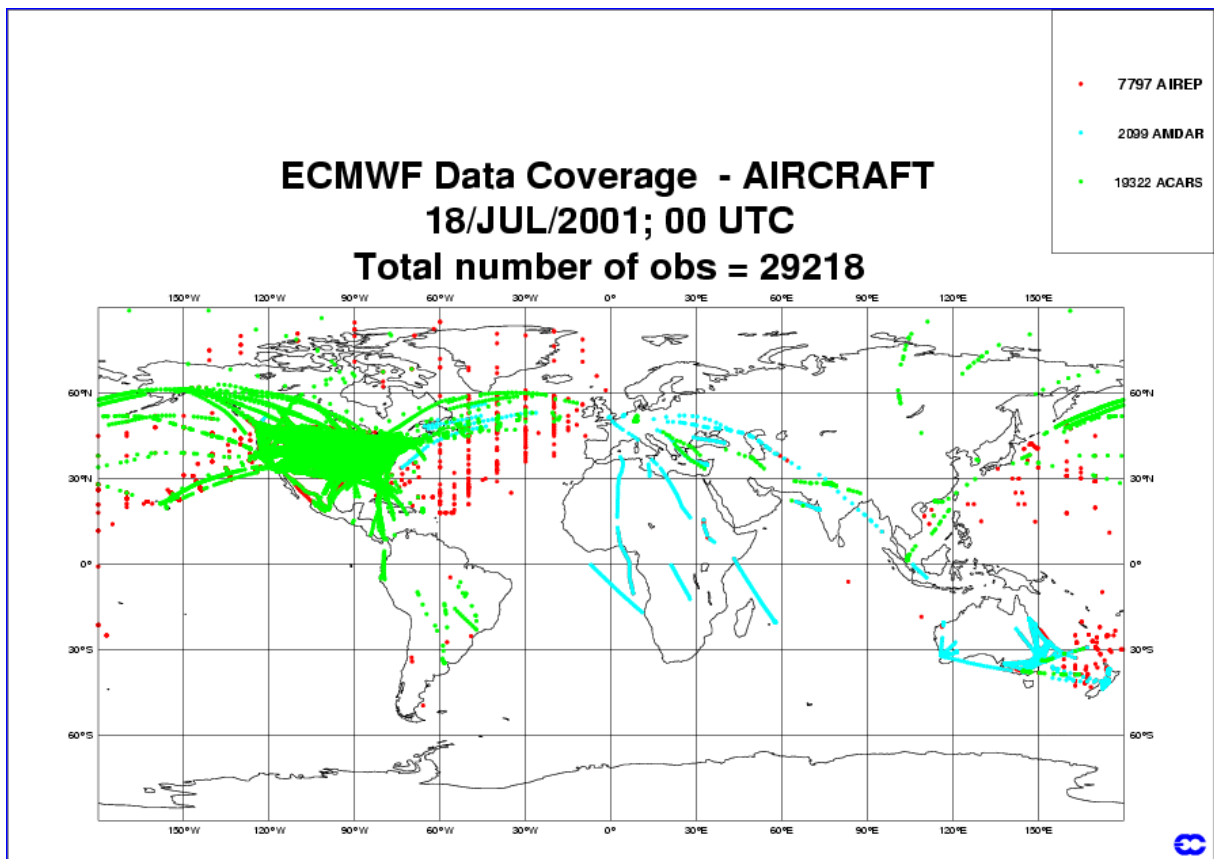 7797 AIREP
2099 AMDAR
19322 ACARS
ECMWF Data Coverage - AIRCRAFT
18/JUL/2001; 00 UTC
Total number of obs = 29218
150°W 120°W 90°W 60°W 30°W 0° 30°E 60°E 90°E 120°E 150°E
60°N 60°N
30°N 30°N
0° 0°
30°S 30°S
60°S 60°S
150°W 120°W 90°W 60°W 30°W 0° 30°E 60°E 90°E 120°E 150°E